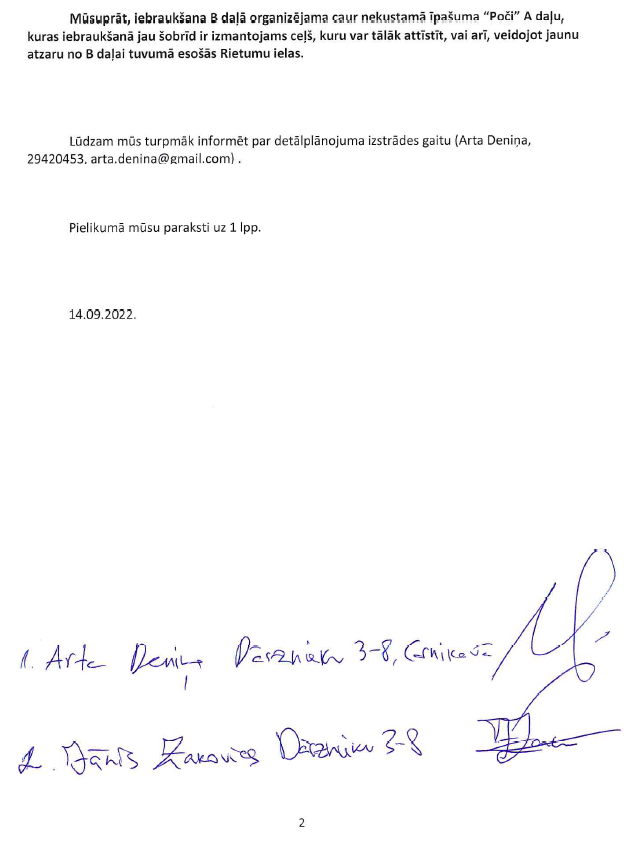 Mūsuprāt, iebraukšana B daļā organizējama caur nekustamā īpašuma “Poči” A daļu,
kuras iebraukšanā jau šobrīd ir izmantojams ceļš, kuru var tālāk attīstīt, vai arī, veidojot jaunu
atzaru no B daļai tuvumā esošās Rietumu ielas.
Lūdzam mūs turpmāk informēt par detālplānojuma izstrādes gaitu (Arta Deniņa,
29420453, arta.denina@gmail.com) .
Pielikumā mūsu paraksti uz 1 lpp.
14.09.2022.
1. Arta Deniņa Dārznieku 3-8, Carnikavā
2. Jānis Žakovics Dārznieku 3-8
2